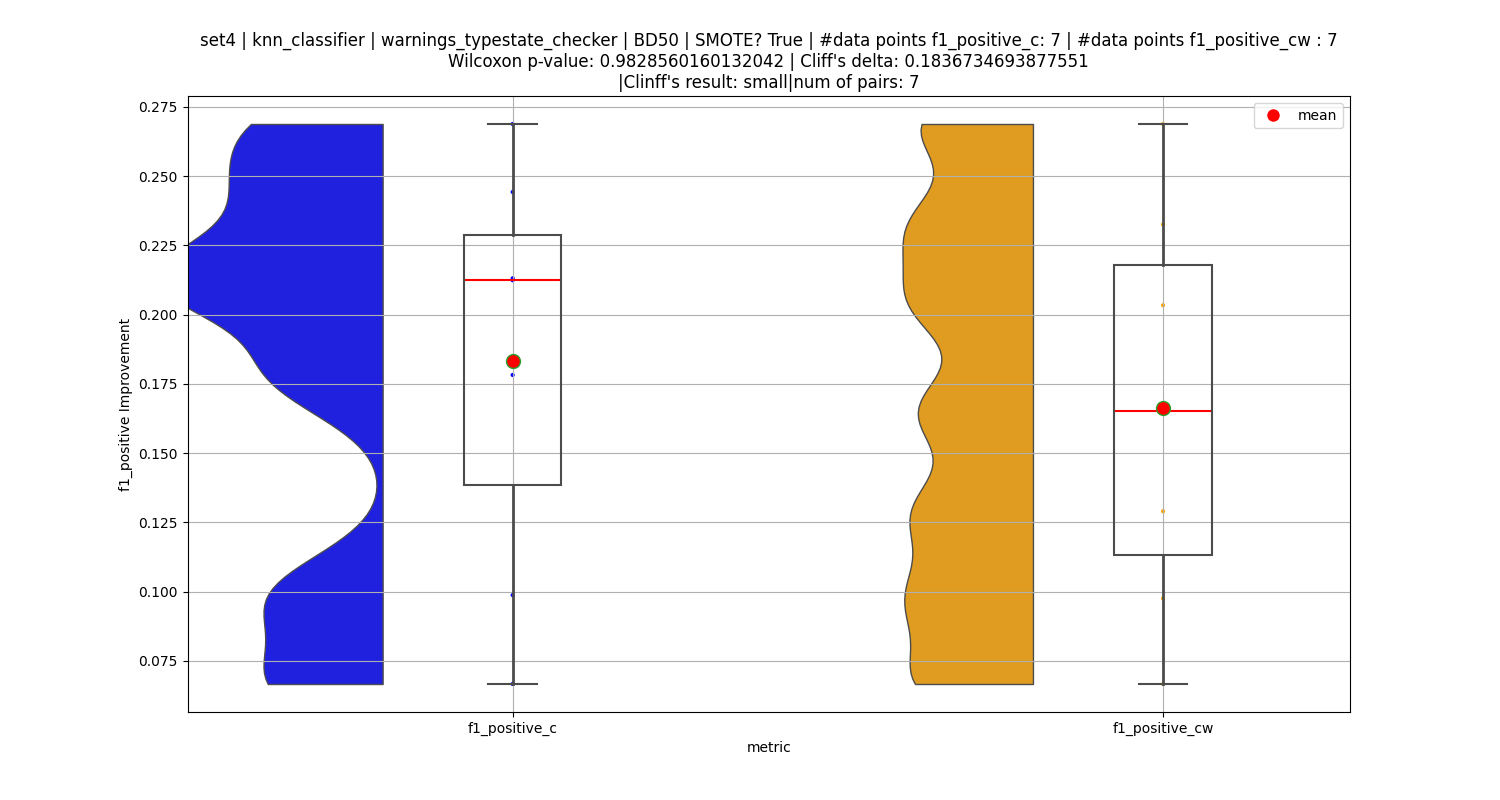 set4 | knn_classifier | warnings_typestate_checker | BD50 | SMOTE? True | #data points f1_positive_c: 7 | #data points f1_positive_cw : 7
Wilcoxon p-value: 0.9828560160132042 | Cliff's delta: 0.1836734693877551
|Clinff's result: small|num of pairs: 7
mean
0.275
0.250
0.225
0.200
0.175
0.150
0.125
0.100
0.075
f1_positive Improvement
f1_positive_c
f1_positive_cw
metric